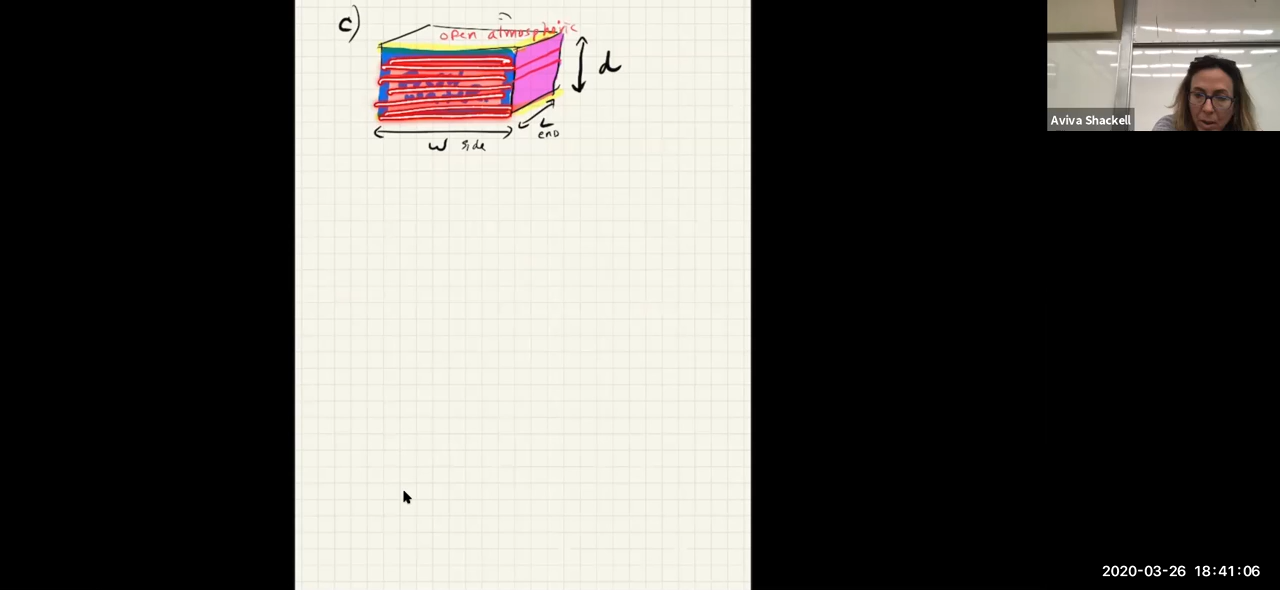 c)
open atmospheric
d
L
END
W side
Aviva Shackell
2020-03-26 18:41:06